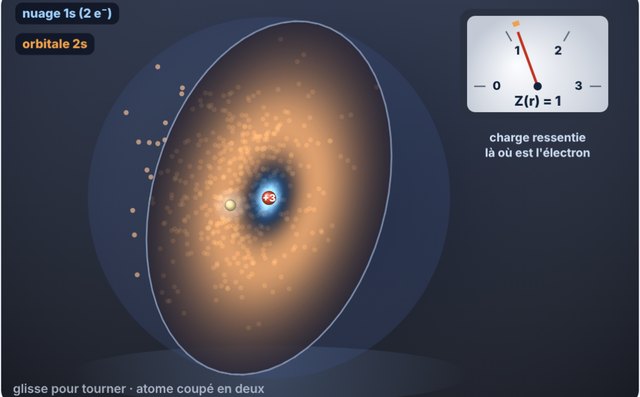 nuage 1s (2 e⁻)
orbitale 2s
0
1
2
3
Z(r) = 1
charge ressentie
là où est l'électron
+3
glisse pour tourner · atome coupé en deux